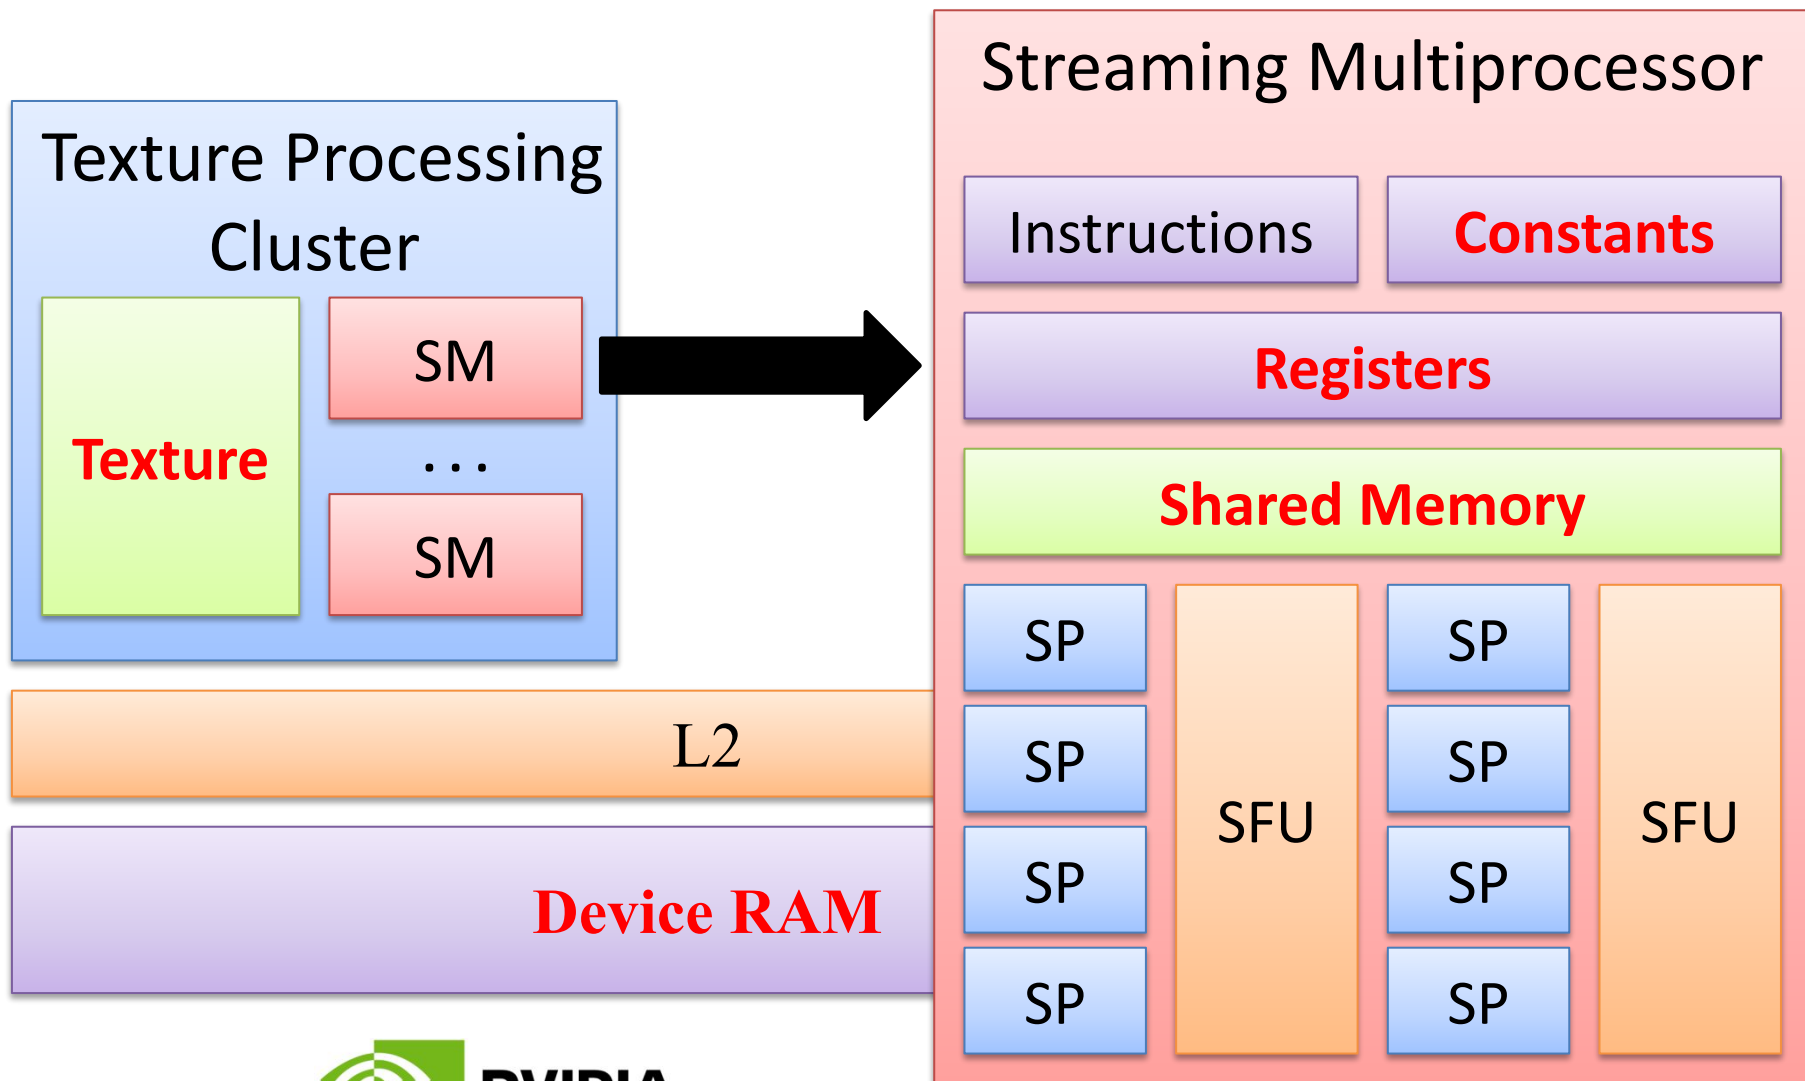 Texture Processing
Cluster
Texture
SM
...
SM
L2
Device RAM
Streaming Multiprocessor
Instructions
Constants
Registers
Shared Memory
SP
SP
SP
SP
SFU
SP
SP
SP
SP
SFU
NVIDIA